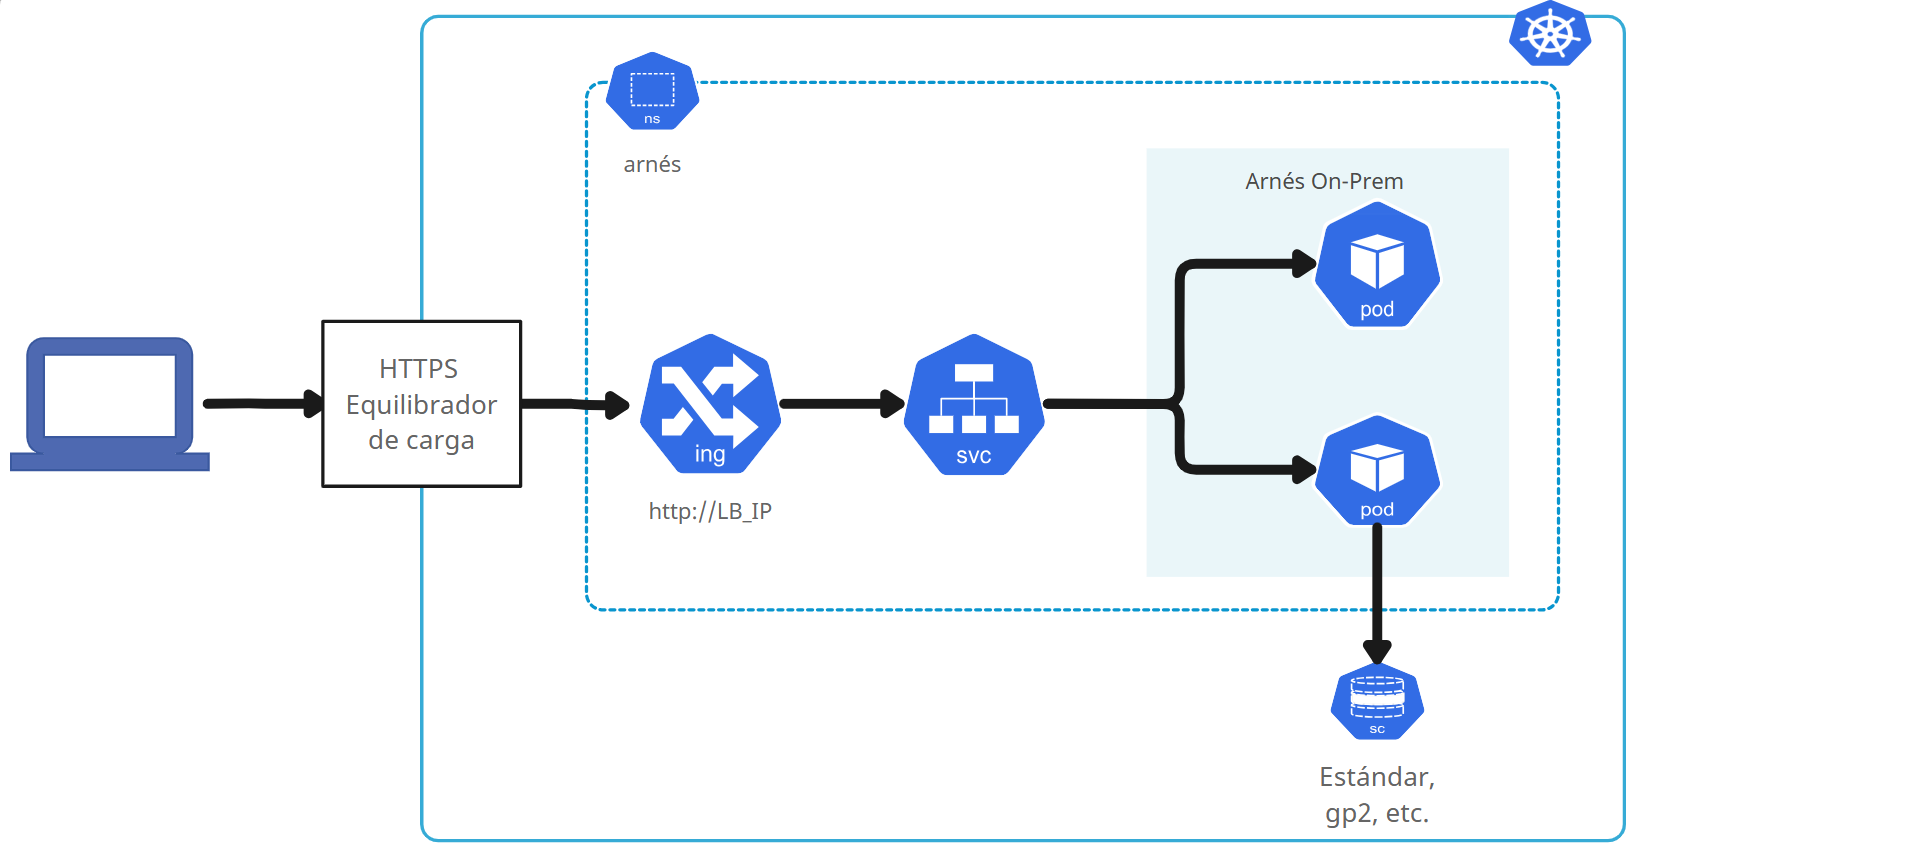 ns
arnés
Arnés On-Prem
pod
HTTPS
Equilibrador
de carga
ing
svc
http://LB_IP
pod
sc
Estándar,
gp2, etc.